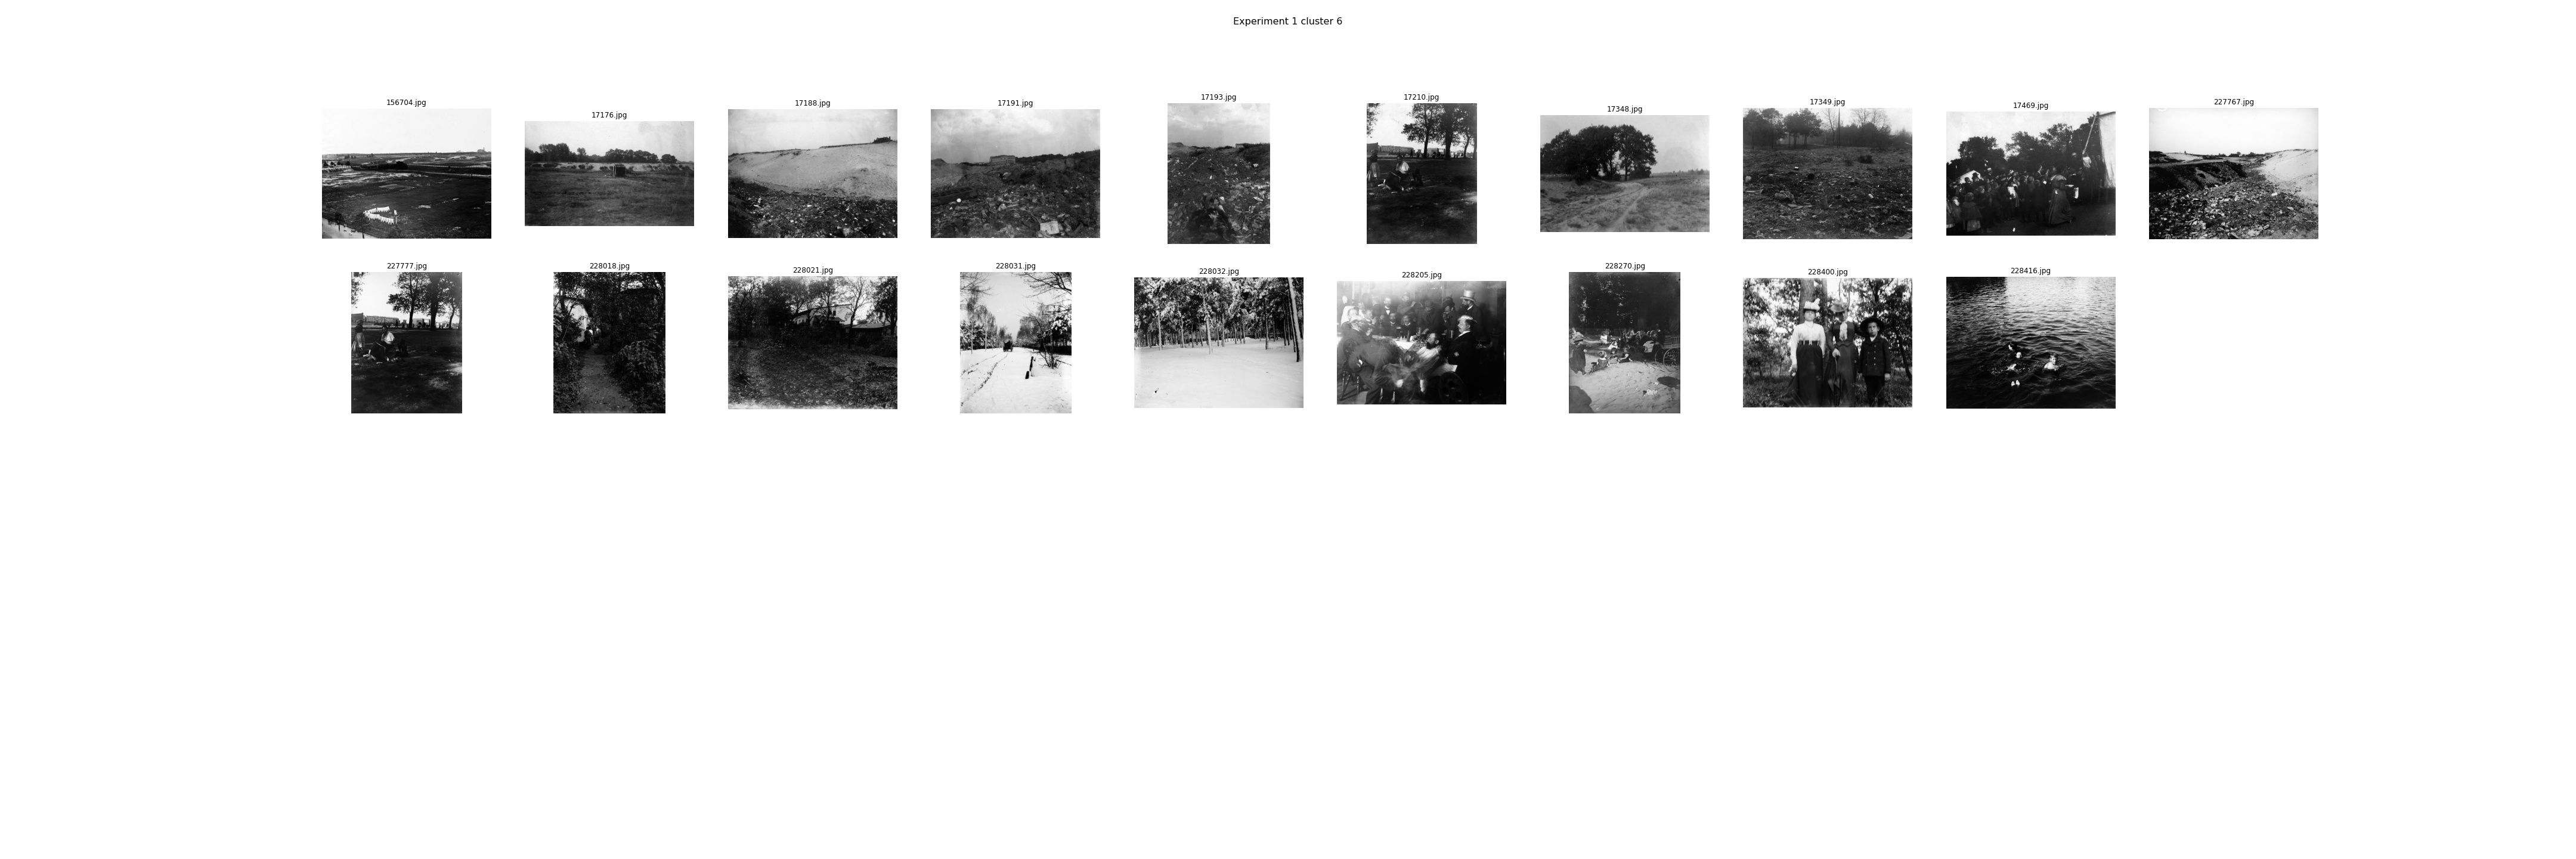 Experiment 1 cluster 6
156704.jpg
17176.jpg
17188.jpg
17191.jpg
17193.jpg
17210.jpg
17348.jpg
17349.jpg
17469.jpg
227767.jpg
227777.jpg
228018.jpg
228021.jpg
228031.jpg
228032.jpg
228205.jpg
228270.jpg
228400.jpg
228416.jpg